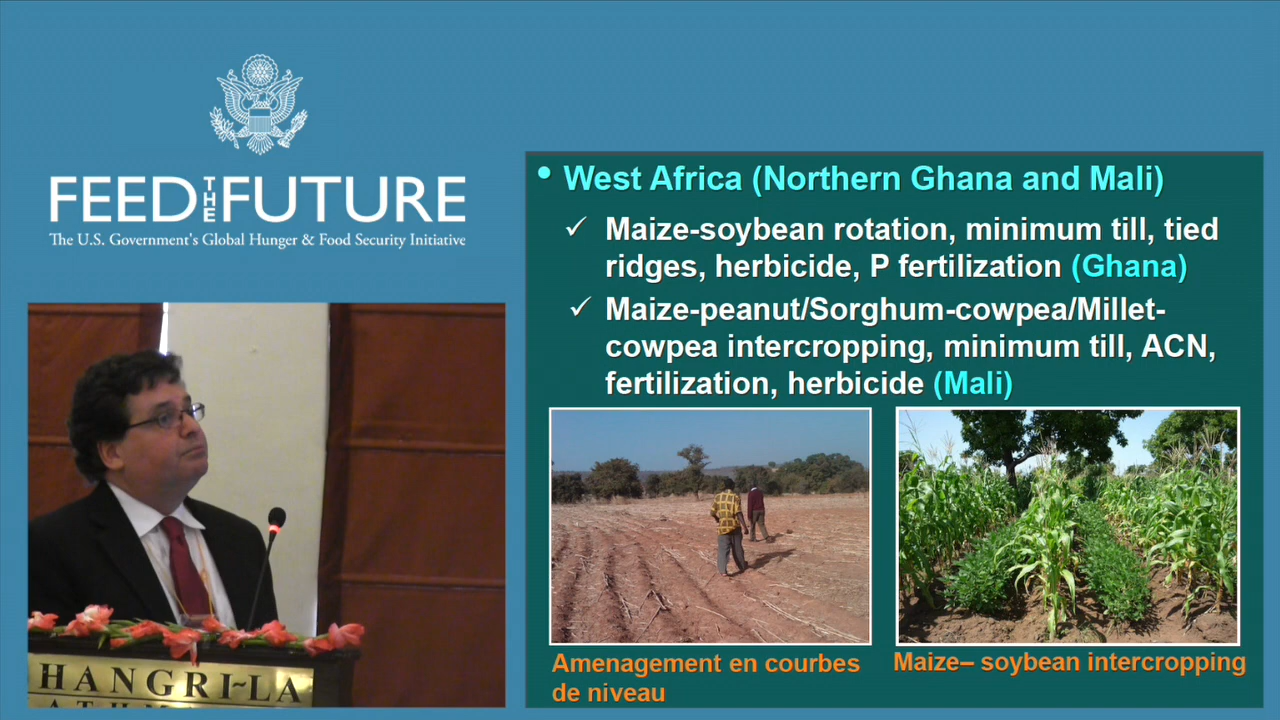 FEED THE FUTURE
The U.S. Government's Global Hunger & Food Security Initiative
• West Africa (Northern Ghana and Mali)
✓ Maize-soybean rotation, minimum till, tied
ridges, herbicide, P fertilization (Ghana)
✓ Maize-peanut/Sorghum-cowpea/Millet-
cowpea intercropping, minimum till, ACN,
fertilization, herbicide (Mali)
Amenagement en courbes
de niveau
Maize– soybean intercropping
HANGRI~LA